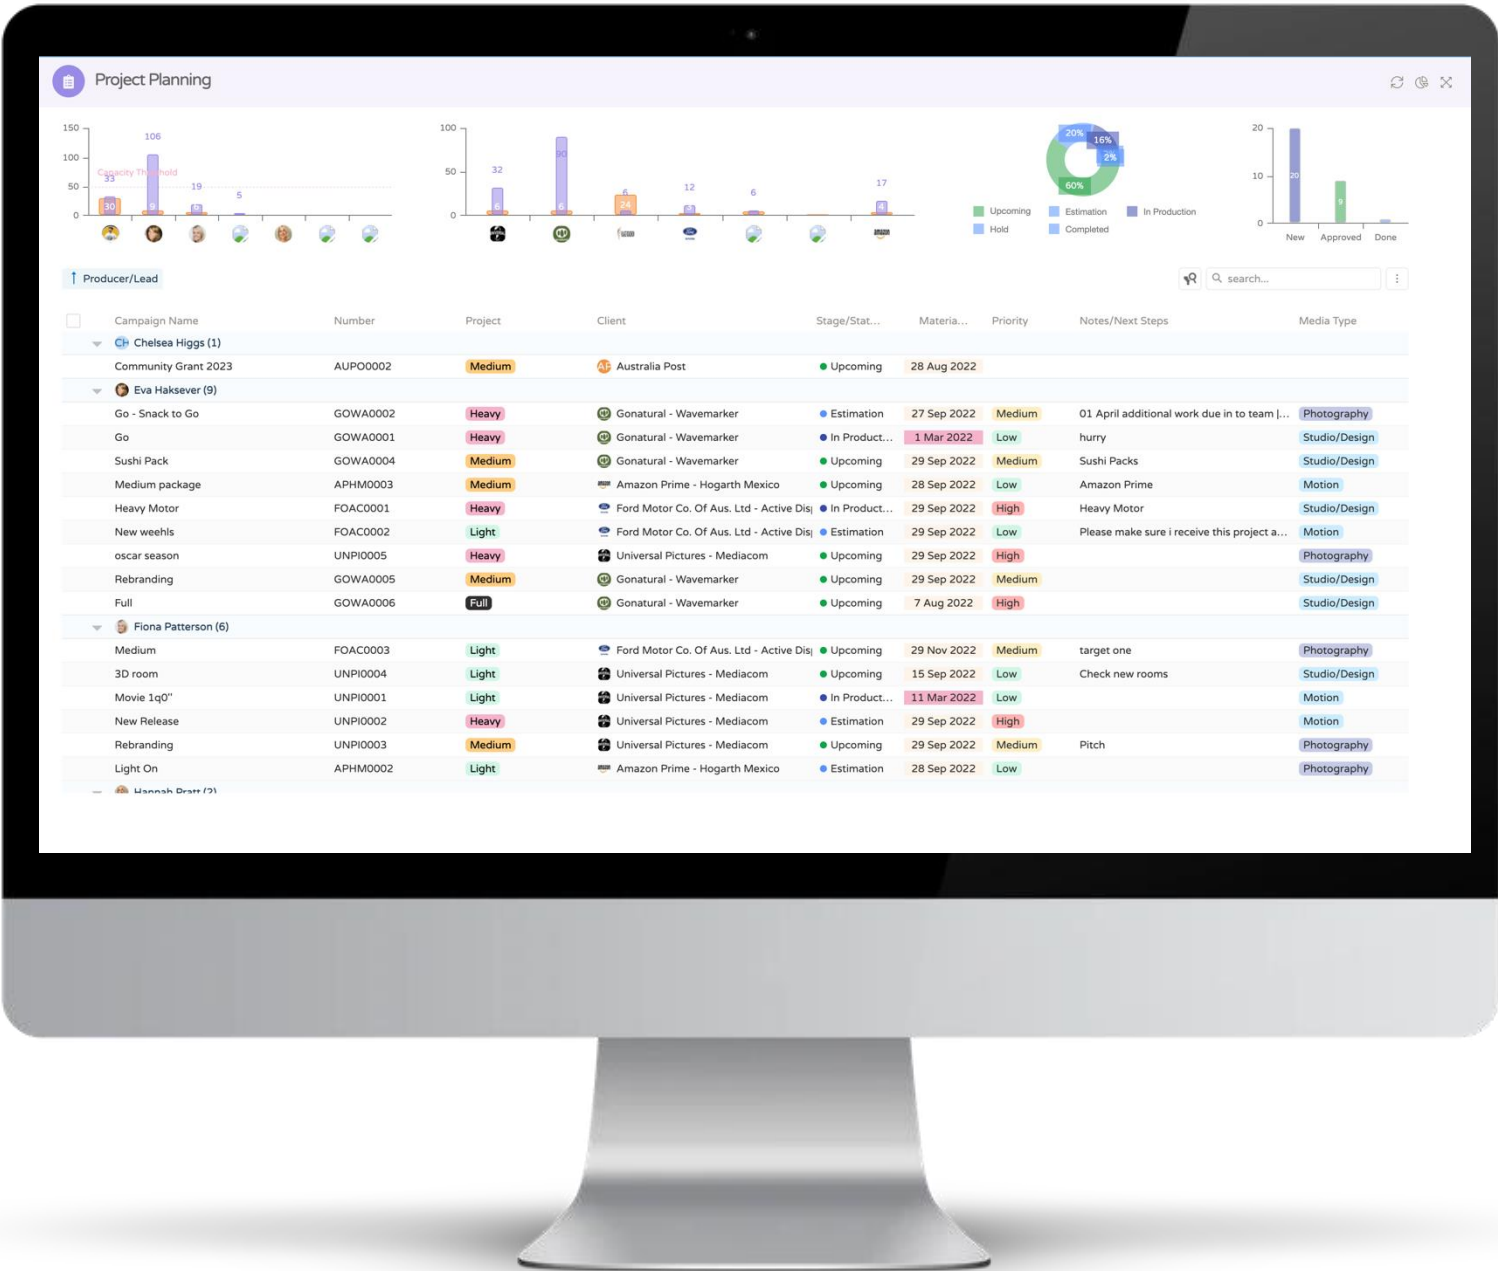 Project Planning
150
100
50
0
106
Capacity Threshold
33
19
5
30
9
100
50
0
32
90
6
12
6
17
6
6
24
4
20%
16%
2%
60%
Upcoming Estimation In Production
Hold Completed
20
10
0
20
9
New Approved Done
↑ Producer/Lead
search...
Campaign Name Number Project Client Stage/Stat... Materia... Priority Notes/Next Steps Media Type
CH Chelsea Higgs (1)
Community Grant 2023 AUPO0002 Medium AP Australia Post Upcoming 28 Aug 2022
Eva Haksever (9)
Go - Snack to Go GOWA0002 Heavy Gonatural - Wavemarker Estimation 27 Sep 2022 Medium 01 April additional work due in to team |... Photography
Go GOWA0001 Heavy Gonatural - Wavemarker In Product... 1 Mar 2022 Low hurry Studio/Design
Sushi Pack GOWA0004 Medium Gonatural - Wavemarker Upcoming 29 Sep 2022 Medium Sushi Packs Studio/Design
Medium package APHM0003 Medium Amazon Prime - Hogarth Mexico Upcoming 28 Sep 2022 Low Amazon Prime Motion
Heavy Motor FOAC0001 Heavy Ford Motor Co. Of Aus. Ltd - Active Dis In Product... 29 Sep 2022 High Heavy Motor Studio/Design
New weehls FOAC0002 Light Ford Motor Co. Of Aus. Ltd - Active Dis Estimation 29 Sep 2022 Low Please make sure i receive this project a... Motion
oscar season UNPI0005 Heavy Universal Pictures - Mediacom Upcoming 29 Sep 2022 High Photography
Rebranding GOWA0005 Medium Gonatural - Wavemarker Upcoming 29 Sep 2022 Medium Studio/Design
Full GOWA0006 Full Gonatural - Wavemarker Upcoming 7 Aug 2022 High Studio/Design
Fiona Patterson (6)
Medium FOAC0003 Light Ford Motor Co. Of Aus. Ltd - Active Dis Upcoming 29 Nov 2022 Medium target one Photography
3D room UNPI0004 Light Universal Pictures - Mediacom Upcoming 15 Sep 2022 Low Check new rooms Studio/Design
Movie 1q0" UNPI0001 Light Universal Pictures - Mediacom In Product... 11 Mar 2022 Low Motion
New Release UNPI0002 Heavy Universal Pictures - Mediacom Estimation 29 Sep 2022 High Motion
Rebranding UNPI0003 Medium Universal Pictures - Mediacom Upcoming 29 Sep 2022 Medium Pitch Photography
Light On APHM0002 Light Amazon Prime - Hogarth Mexico Estimation 28 Sep 2022 Low Photography
Hannah Pratt (2)